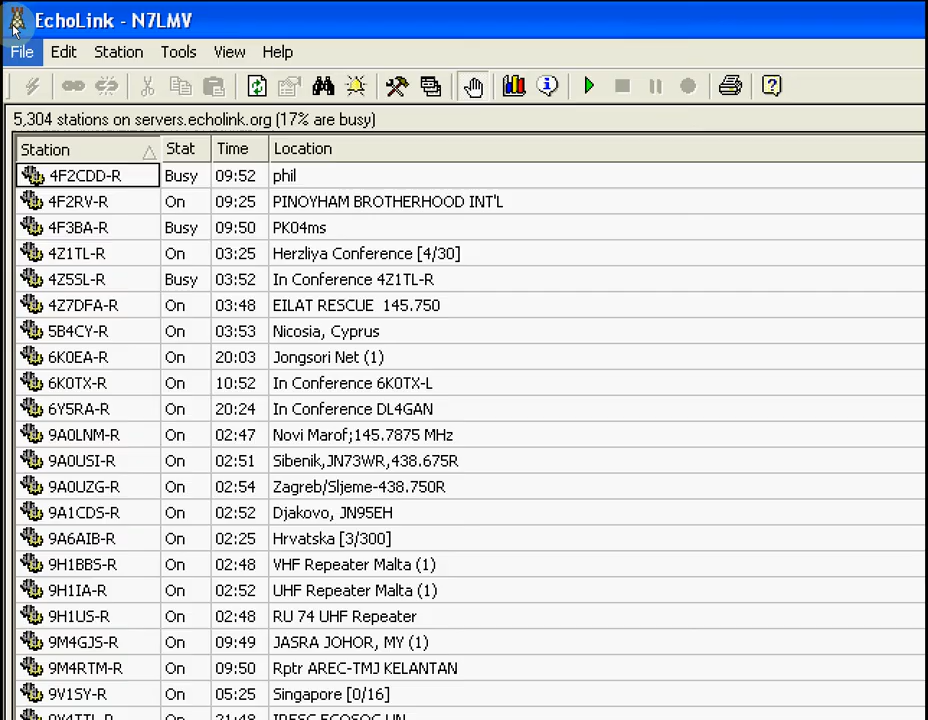 EchoLink - N7LMV
File Edit Station Tools View Help
5,304 stations on servers.echolink.org (17% are busy)
Station Stat Time Location
4F2CDD-R Busy 09:52 phil
4F2RV-R On 09:25 PINOYHAM BROTHERHOOD INT'L
4F3BA-R Busy 09:50 PK04ms
4Z1TL-R On 03:25 Herzliya Conference [4/30]
4Z5SL-R Busy 03:52 In Conference 4Z1TL-R
4Z7DFA-R On 03:48 EILAT RESCUE 145.750
5B4CY-R On 03:53 Nicosia, Cyprus
6K0EA-R On 20:03 Jongsori Net (1)
6K0TX-R On 10:52 In Conference 6K0TX-L
6Y5RA-R On 20:24 In Conference DL4GAN
9A0LNM-R On 02:47 Novi Marof;145.7875 MHz
9A0USI-R On 02:51 Sibenik,JN73WR,438.675R
9A0UZG-R On 02:54 Zagreb/Sljeme-438.750R
9A1CDS-R On 02:52 Djakovo, JN95EH
9A6AIB-R On 02:25 Hrvatska [3/300]
9H1BBS-R On 02:48 VHF Repeater Malta (1)
9H1IA-R On 02:52 UHF Repeater Malta (1)
9H1US-R On 02:48 RU 74 UHF Repeater
9M4GJS-R On 09:49 JASRA JOHOR, MY (1)
9M4RTM-R On 09:50 Rptr AREC-TMJ KELANTAN
9V1SY-R On 05:25 Singapore [0/16]
On 21:48